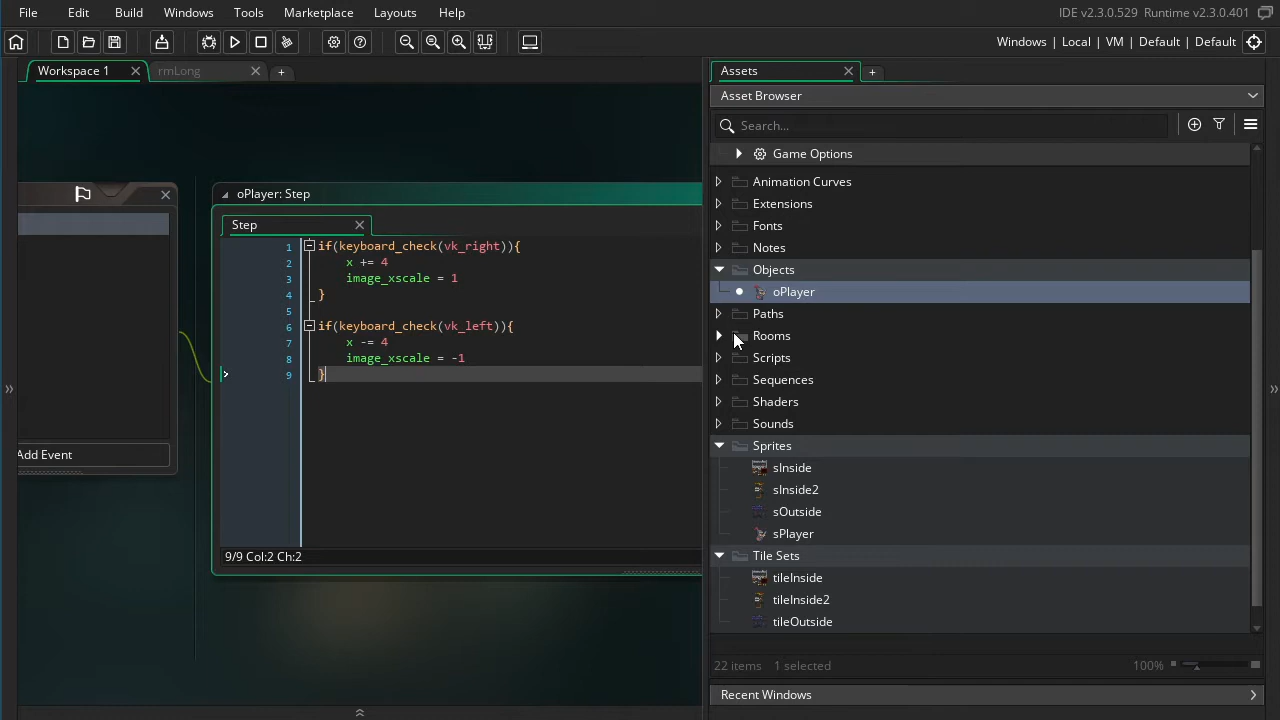 File Edit Build Windows Tools Marketplace Layouts Help IDE v2.3.0.529 Runtime v2.3.0.401
Windows | Local | VM | Default | Default
Workspace 1
rmLong
Assets
Asset Browser
Search...
Game Options
Animation Curves
Extensions
Fonts
Notes
Objects
oPlayer
Paths
Rooms
Scripts
Sequences
Shaders
Sounds
Sprites
sInside
sInside2
sOutside
sPlayer
Tile Sets
tileInside
tileInside2
tileOutside
22 items 1 selected 100%
Recent Windows
Add Event
oPlayer: Step
Step
1 if(keyboard_check(vk_right)){
2 x += 4
3 image_xscale = 1
4 }
5
6 if(keyboard_check(vk_left)){
7 x -= 4
8 image_xscale = -1
9 }
9/9 Col:2 Ch:2